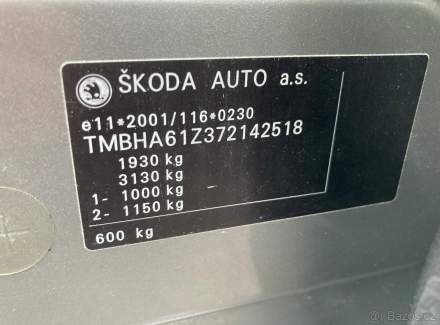 ŠKODA AUTO a.s.
e11*2001/116*0230
TMBHA61Z372142518
1930 kg
3130 kg
1- 1000 kg
2- 1150 kg
600 kg
@j Bazoš.cz